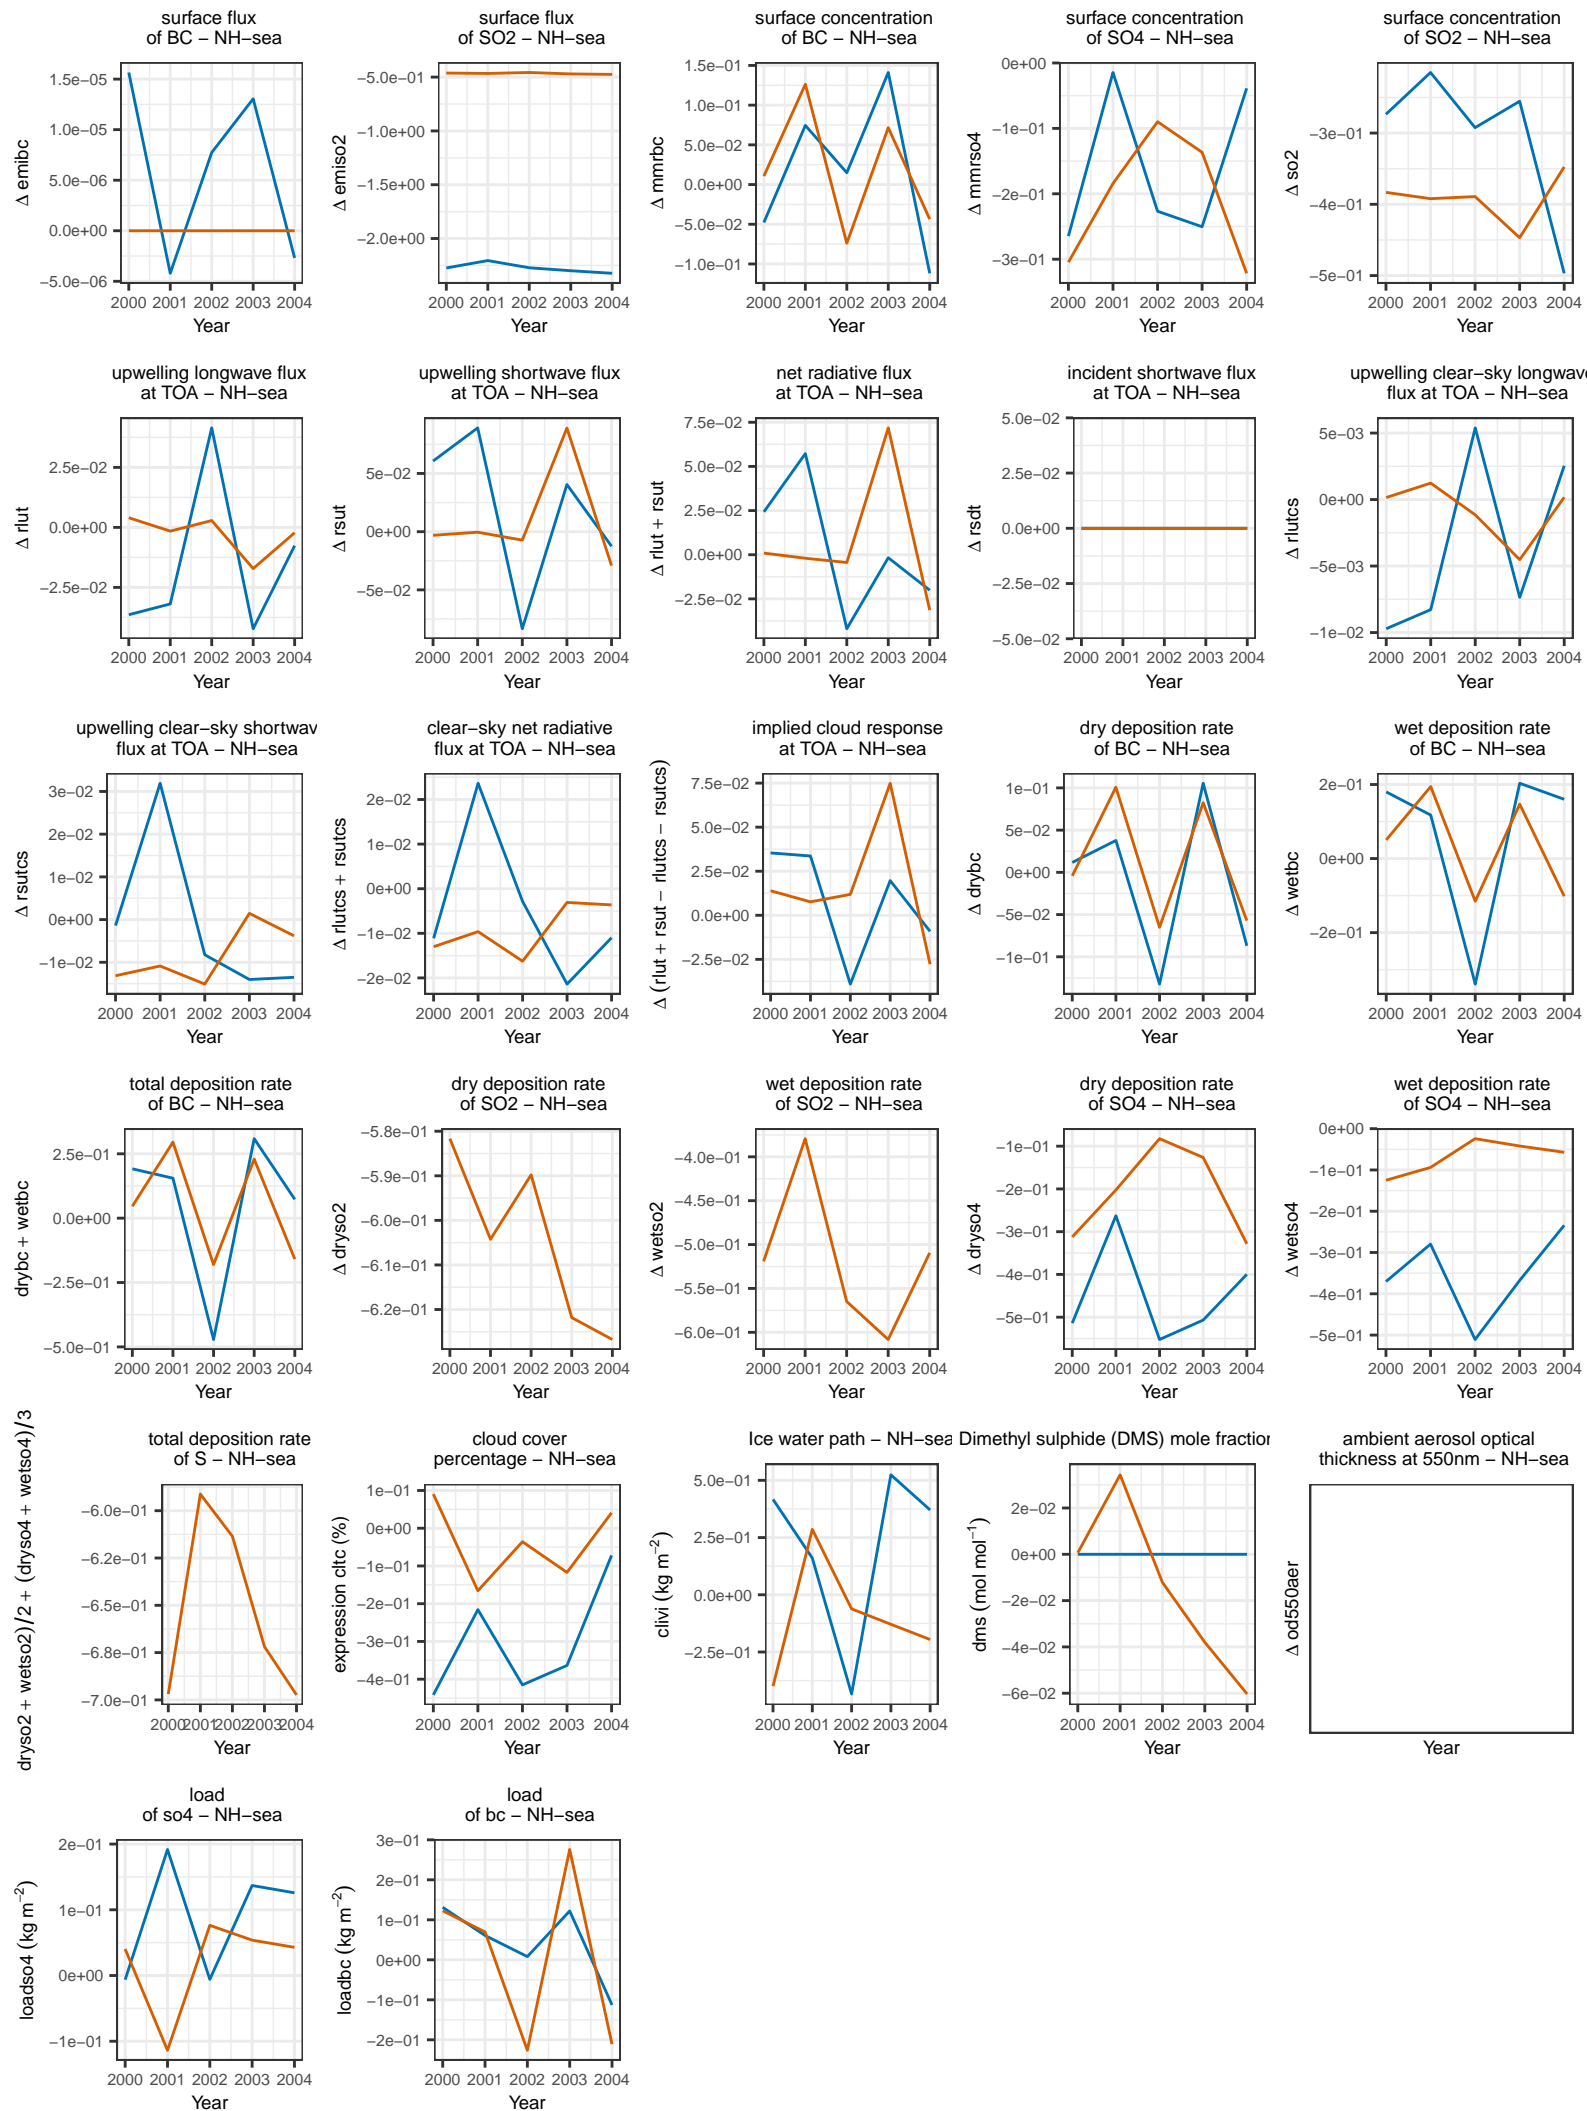 surface flux
of BC − NH−sea
Δ emibc
1.5e−05
1.0e−05
5.0e−06
0.0e+00
−5.0e−06
2000 2001 2002 2003 2004
Year
surface flux
of SO2 − NH−sea
Δ emiso2
−5.0e−01
−1.0e+00
−1.5e+00
−2.0e+00
2000 2001 2002 2003 2004
Year
surface concentration
of BC − NH−sea
Δ mmrbc
1.5e−01
1.0e−01
5.0e−02
0.0e+00
−5.0e−02
−1.0e−01
2000 2001 2002 2003 2004
Year
surface concentration
of SO4 − NH−sea
Δ mmrso4
0e+00
−1e−01
−2e−01
−3e−01
2000 2001 2002 2003 2004
Year
surface concentration
of SO2 − NH−sea
Δ so2
−3e−01
−4e−01
−5e−01
2000 2001 2002 2003 2004
Year
upwelling longwave flux
at TOA − NH−sea
Δ rlut
2.5e−02
0.0e+00
−2.5e−02
2000 2001 2002 2003 2004
Year
upwelling shortwave flux
at TOA − NH−sea
Δ rsut
5e−02
0e+00
−5e−02
2000 2001 2002 2003 2004
Year
net radiative flux
at TOA − NH−sea
Δ rlut + rsut
7.5e−02
5.0e−02
2.5e−02
0.0e+00
−2.5e−02
2000 2001 2002 2003 2004
Year
incident shortwave flux
at TOA − NH−sea
Δ rsdt
5.0e−02
2.5e−02
0.0e+00
−2.5e−02
−5.0e−02
2000 2001 2002 2003 2004
Year
upwelling clear−sky longwave
flux at TOA − NH−sea
Δ rlutcs
5e−03
0e+00
−5e−03
−1e−02
2000 2001 2002 2003 2004
Year
upwelling clear−sky shortwav
flux at TOA − NH−sea
Δ rsutcs
3e−02
2e−02
1e−02
0e+00
−1e−02
2000 2001 2002 2003 2004
Year
clear−sky net radiative
flux at TOA − NH−sea
Δ rlutcs + rsutcs
2e−02
1e−02
0e+00
−1e−02
−2e−02
2000 2001 2002 2003 2004
Year
implied cloud response
at TOA − NH−sea
Δ (rlut + rsut − rlutcs − rsutcs)
7.5e−02
5.0e−02
2.5e−02
0.0e+00
−2.5e−02
2000 2001 2002 2003 2004
Year
dry deposition rate
of BC − NH−sea
Δ drybc
1e−01
5e−02
0e+00
−5e−02
−1e−01
2000 2001 2002 2003 2004
Year
wet deposition rate
of BC − NH−sea
Δ wetbc
2e−01
0e+00
−2e−01
2000 2001 2002 2003 2004
Year
total deposition rate
of BC − NH−sea
drybc + wetbc
2.5e−01
0.0e+00
−2.5e−01
−5.0e−01
2000 2001 2002 2003 2004
Year
dry deposition rate
of SO2 − NH−sea
Δ dryso2
−5.8e−01
−5.9e−01
−6.0e−01
−6.1e−01
−6.2e−01
2000 2001 2002 2003 2004
Year
wet deposition rate
of SO2 − NH−sea
Δ wetso2
−4.0e−01
−4.5e−01
−5.0e−01
−5.5e−01
−6.0e−01
2000 2001 2002 2003 2004
Year
dry deposition rate
of SO4 − NH−sea
Δ dryso4
−1e−01
−2e−01
−3e−01
−4e−01
−5e−01
2000 2001 2002 2003 2004
Year
wet deposition rate
of SO4 − NH−sea
Δ wetso4
0e+00
−1e−01
−2e−01
−3e−01
−4e−01
−5e−01
2000 2001 2002 2003 2004
Year
total deposition rate
of S − NH−sea
dryso2 + wetso2)/2 + (dryso4 + wetso4)/3
−6.0e−01
−6.2e−01
−6.5e−01
−6.8e−01
−7.0e−01
2000 2001 2002 2003 2004
Year
cloud cover
percentage − NH−sea
expression cltc (%)
1e−01
0e+00
−1e−01
−2e−01
−3e−01
−4e−01
2000 2001 2002 2003 2004
Year
Ice water path − NH−sea
clivi (kg m⁻²)
5.0e−01
2.5e−01
0.0e+00
−2.5e−01
2000 2001 2002 2003 2004
Year
Dimethyl sulphide (DMS) mole fraction
dms (mol mol⁻¹)
2e−02
0e+00
−2e−02
−4e−02
−6e−02
2000 2001 2002 2003 2004
Year
ambient aerosol optical
thickness at 550nm − NH−sea
Δ od550aer
Year
load
of so4 − NH−sea
loadso4 (kg m⁻²)
2e−01
1e−01
0e+00
−1e−01
2000 2001 2002 2003 2004
Year
load
of bc − NH−sea
loadbc (kg m⁻²)
3e−01
2e−01
1e−01
0e+00
−1e−01
−2e−01
2000 2001 2002 2003 2004
Year